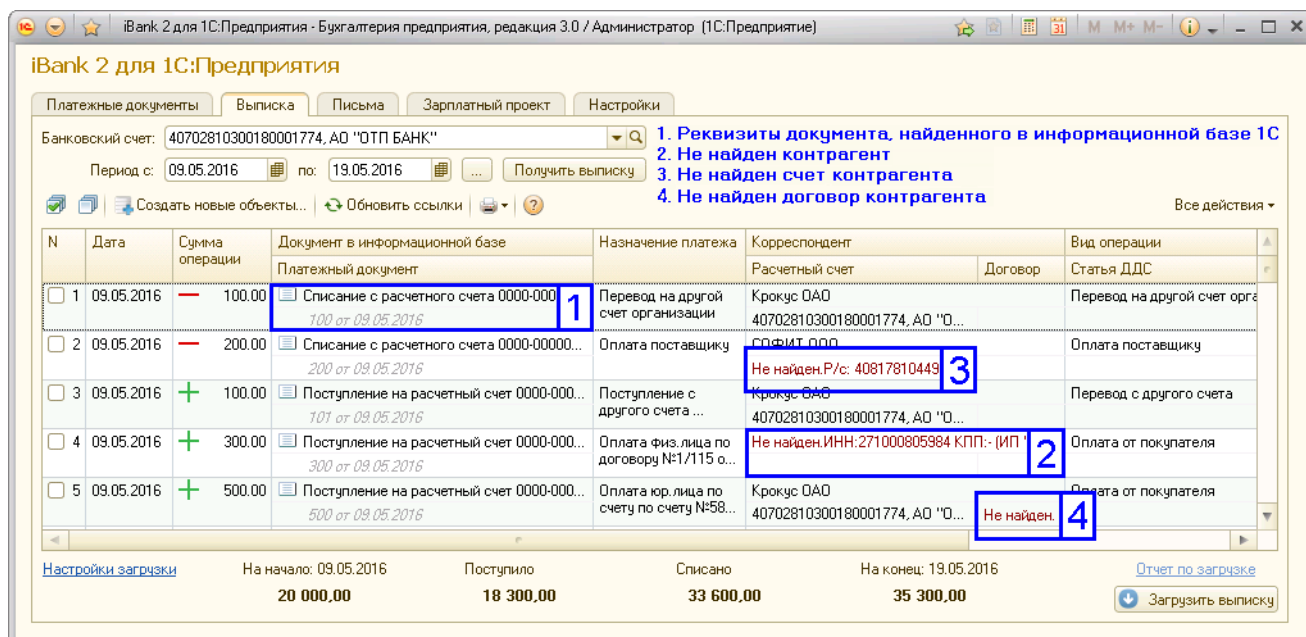 iBank 2 для 1С:Предприятия - Бухгалтерия предприятия, редакция 3.0 / Администратор (1С:Предприятие)
M M+ M-
iBank 2 для 1С:Предприятия
Платежные документы Выписка Письма Зарплатный проект Настройки
Банковский счет: 40702810300180001774, АО "ОТП БАНК"
1. Реквизиты документа, найденного в информационной базе 1С
2. Не найден контрагент
3. Не найден счет контрагента
4. Не найден договор контрагента
Период с: 09.05.2016 по: 19.05.2016 ... Получить выписку
Создать новые объекты... Обновить ссылки Все действия
N Дата Сумма операции Документ в информационной базе Назначение платежа Корреспондент Вид операции
Платежный документ Расчетный счет Договор Статья ДДС
1 09.05.2016 100.00 Списание с расчетного счета 0000-000 1 Перевод на другой Крокус ОАО Перевод на другой счет орга
100 от 09.05.2016 счет организации 40702810300180001774, АО "О...
2 09.05.2016 200.00 Списание с расчетного счета 0000-00000... Оплата поставщику СОФИТ ООО Оплата поставщику
200 от 09.05.2016 Не найден.Р/с: 40817810449 3
3 09.05.2016 100.00 Поступление на расчетный счет 0000-000... Поступление с Крокус ОАО Перевод с другого счета
101 от 09.05.2016 другого счета ... 40702810300180001774, АО "О...
4 09.05.2016 300.00 Поступление на расчетный счет 0000-000... Оплата физ.лица по Не найден.ИНН:271000805984 КПП:- (ИП " 2 Оплата от покупателя
300 от 09.05.2016 договору №1/115 о...
5 09.05.2016 500.00 Поступление на расчетный счет 0000-000... Оплата юр.лица по Крокус ОАО Оплата от покупателя
500 от 09.05.2016 счету по счету №58... 40702810300180001774, АО "О... Не найден. 4
Настройки загрузки На начало: 09.05.2016 Поступило Списано На конец: 19.05.2016 Отчет по загрузке
20 000,00 18 300,00 33 600,00 35 300,00 Загрузить выписку